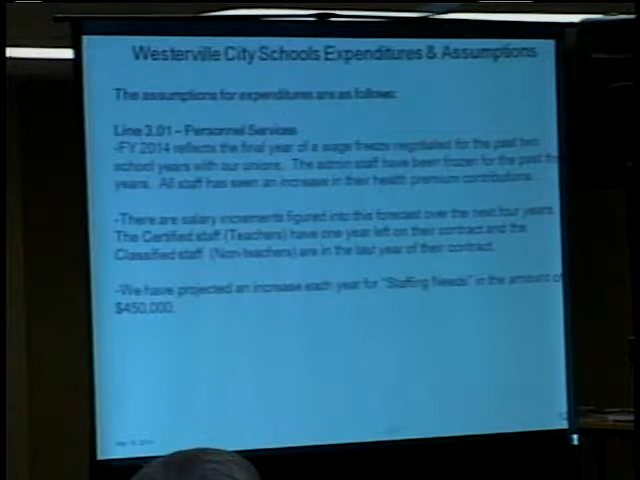 Westerville City Schools Expenditures & Assumptions
The assumptions for expenditures are as follows:
Line 3.01 – Personnel Services
-FY 2014 reflects the final year of a wage freeze negotiated for the past two
school years with our unions. The admin staff have been frozen for the past
years. All staff has seen an increase in their health premium contributions.
-There are salary increments figured into this forecast over the next four years.
The Certified staff (Teachers) have one year left on their contract and the
Classified staff (Non-teachers) are in the last year of their contract.
-We have projected an increase each year for "Staffing Needs" in the amount of
$450,000.